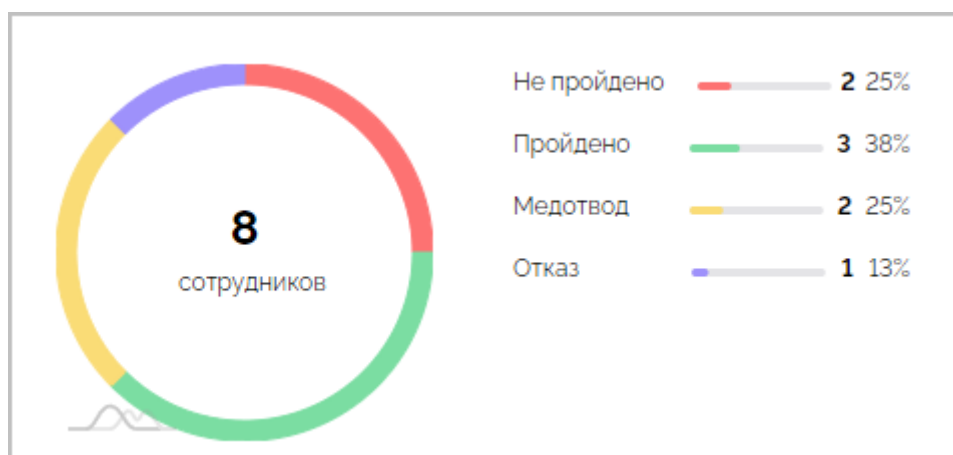 8
сотрудников
Не пройдено 2 25%
Пройдено 3 38%
Медотвод 2 25%
Отказ 1 13%